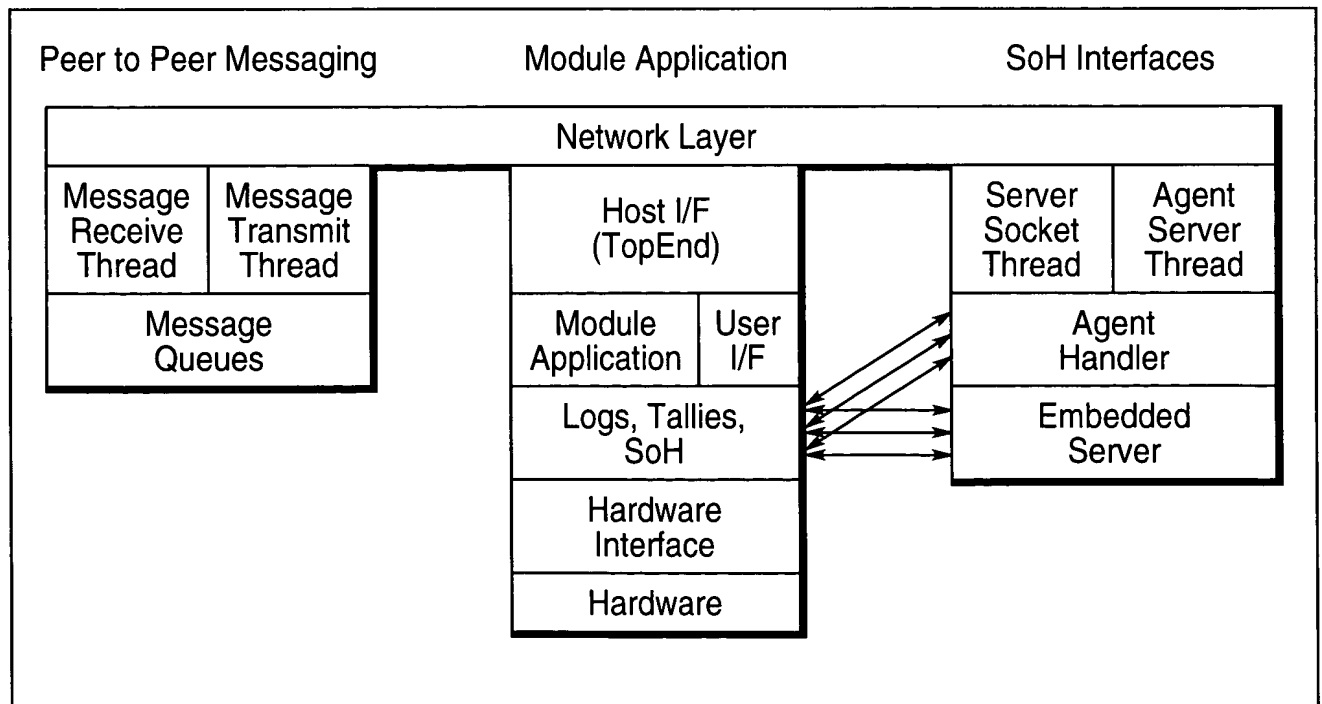 Peer to Peer Messaging
Module Application
SoH Interfaces
Network Layer
Message
Receive
Thread
Message
Transmit
Thread
Message
Queues
Host I/F
(TopEnd)
Module
Application
User
I/F
Logs, Tallies,
SoH
Hardware
Interface
Hardware
Server
Socket
Thread
Agent
Server
Thread
Agent
Handler
Embedded
Server